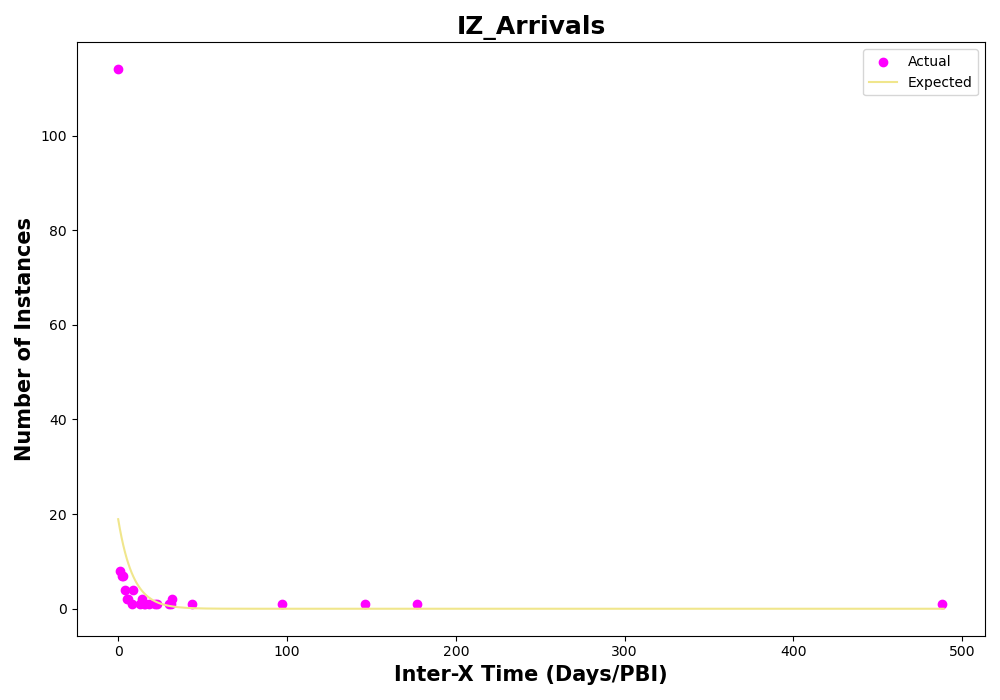 IZ_Arrivals
Actual
Expected
Number of Instances
100
80
60
40
20
0
0
100
200
300
400
500
Inter-X Time (Days/PBI)